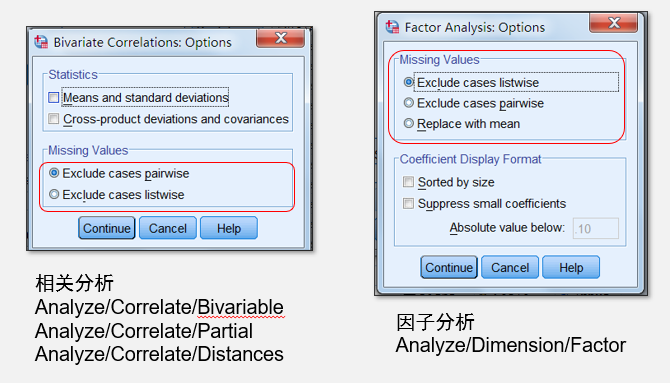 Bivariate Correlations: Options
Statistics
Means and standard deviations
Cross-product deviations and covariances
Missing Values
Exclude cases pairwise
Exclude cases listwise
Continue Cancel Help
相关分析
Analyze/Correlate/Bivariable
Analyze/Correlate/Partial
Analyze/Correlate/Distances
Factor Analysis: Options
Missing Values
Exclude cases listwise
Exclude cases pairwise
Replace with mean
Coefficient Display Format
Sorted by size
Suppress small coefficients
Absolute value below: .10
Continue Cancel Help
因子分析
Analyze/Dimension/Factor